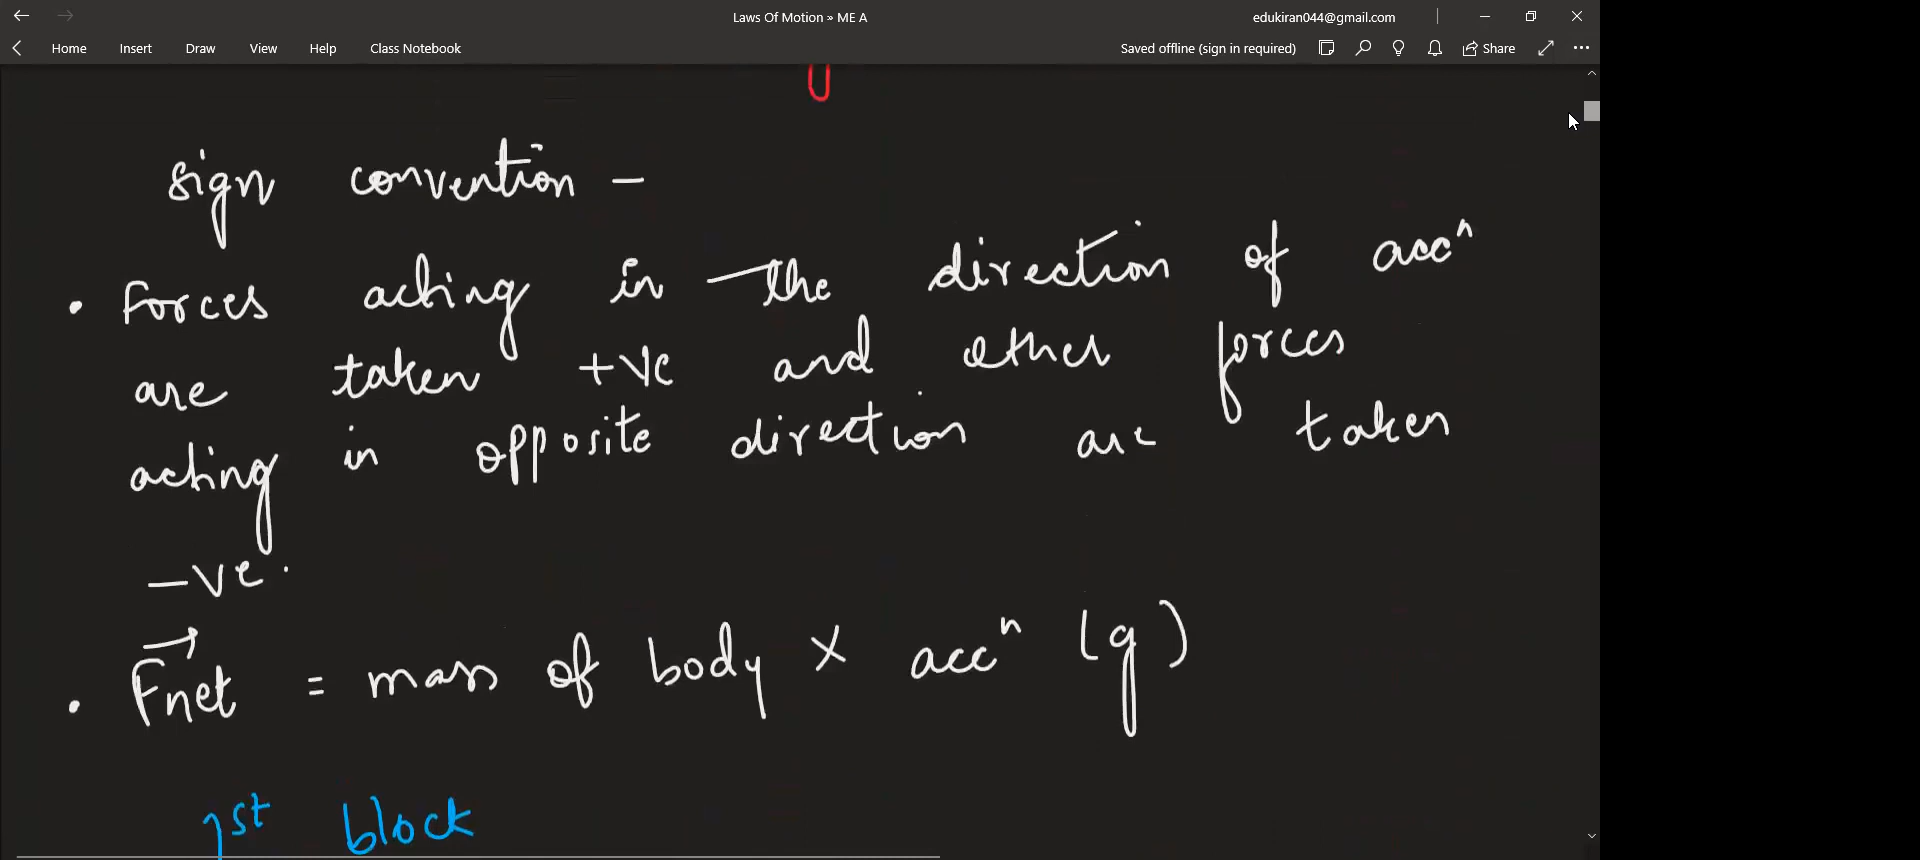 Laws Of Motion » ME A
edukiran044@gmail.com
Home Insert Draw View Help Class Notebook
Saved offline (sign in required) Share
sign convention -
• Forces acting in the direction of accⁿ
are taken +ve and other forces
acting in opposite direction are taken
-ve.
• Fnet = mass of body × accⁿ (g)
1st block